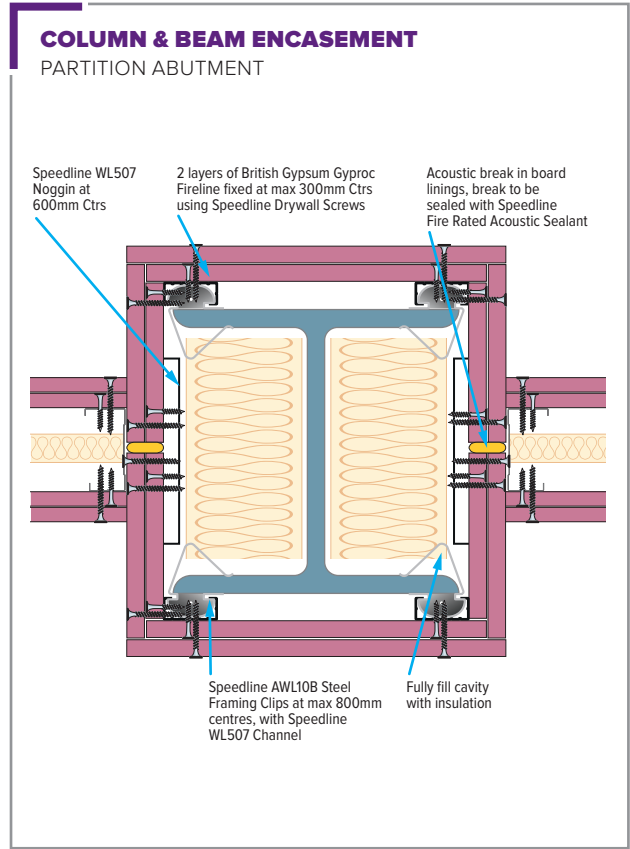 COLUMN & BEAM ENCASEMENT
PARTITION ABUTMENT
Speedline WL507
Noggin at
600mm Ctrs
2 layers of British Gypsum Gyproc
Fireline fixed at max 300mm Ctrs
using Speedline Drywall Screws
Acoustic break in board
linings, break to be
sealed with Speedline
Fire Rated Acoustic Sealant
Speedline AWL10B Steel
Framing Clips at max 800mm
centres, with Speedline
WL507 Channel
Fully fill cavity
with insulation